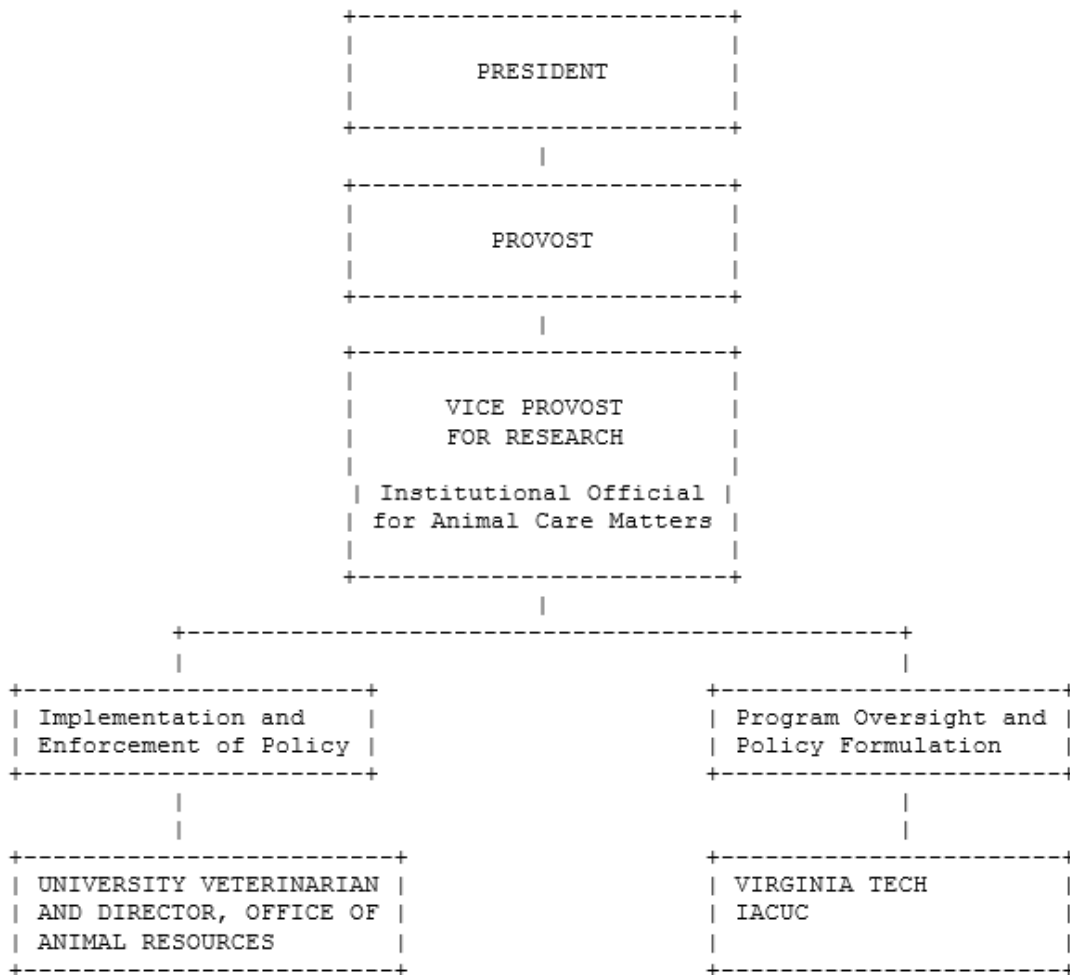 PRESIDENT
PROVOST
VICE PROVOST
FOR RESEARCH
Institutional Official
for Animal Care Matters
Implementation and
Enforcement of Policy
Program Oversight and
Policy Formulation
UNIVERSITY VETERINARIAN
AND DIRECTOR, OFFICE OF
ANIMAL RESOURCES
VIRGINIA TECH
IACUC